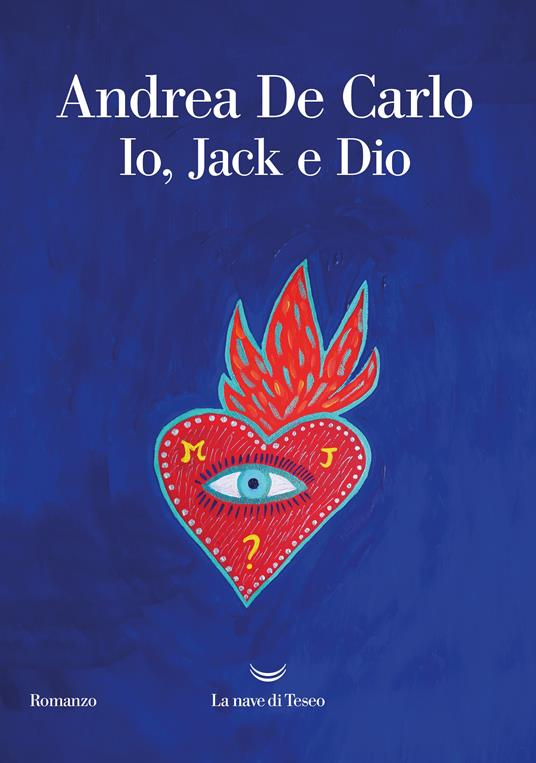 Andrea De Carlo
Io, Jack e Dio
M J
?
Romanzo La nave di Teseo